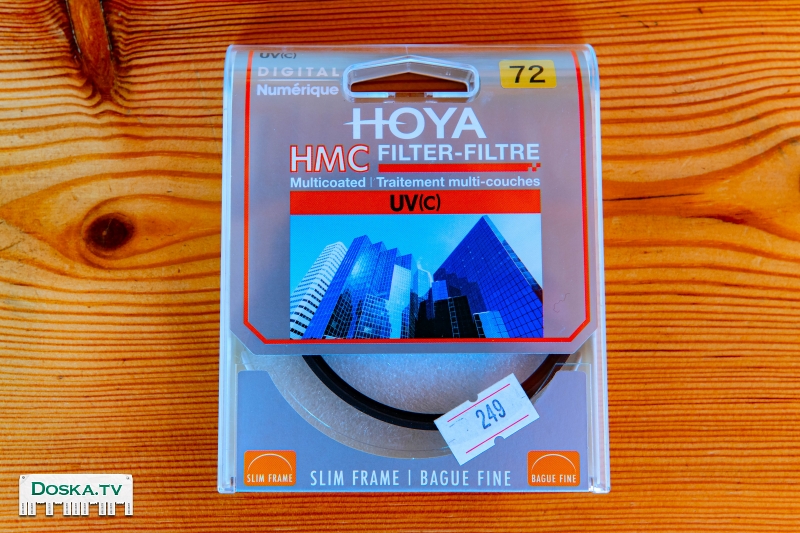 UV(C)
DIGITAL
Numérique
72
HOYA
HMC FILTER-FILTRE
Multicoated | Traitement multi-couches
UV(C)
249
SLIM FRAME
SLIM FRAME | BAGUE FINE
BAGUE FINE
DOSKA.TV